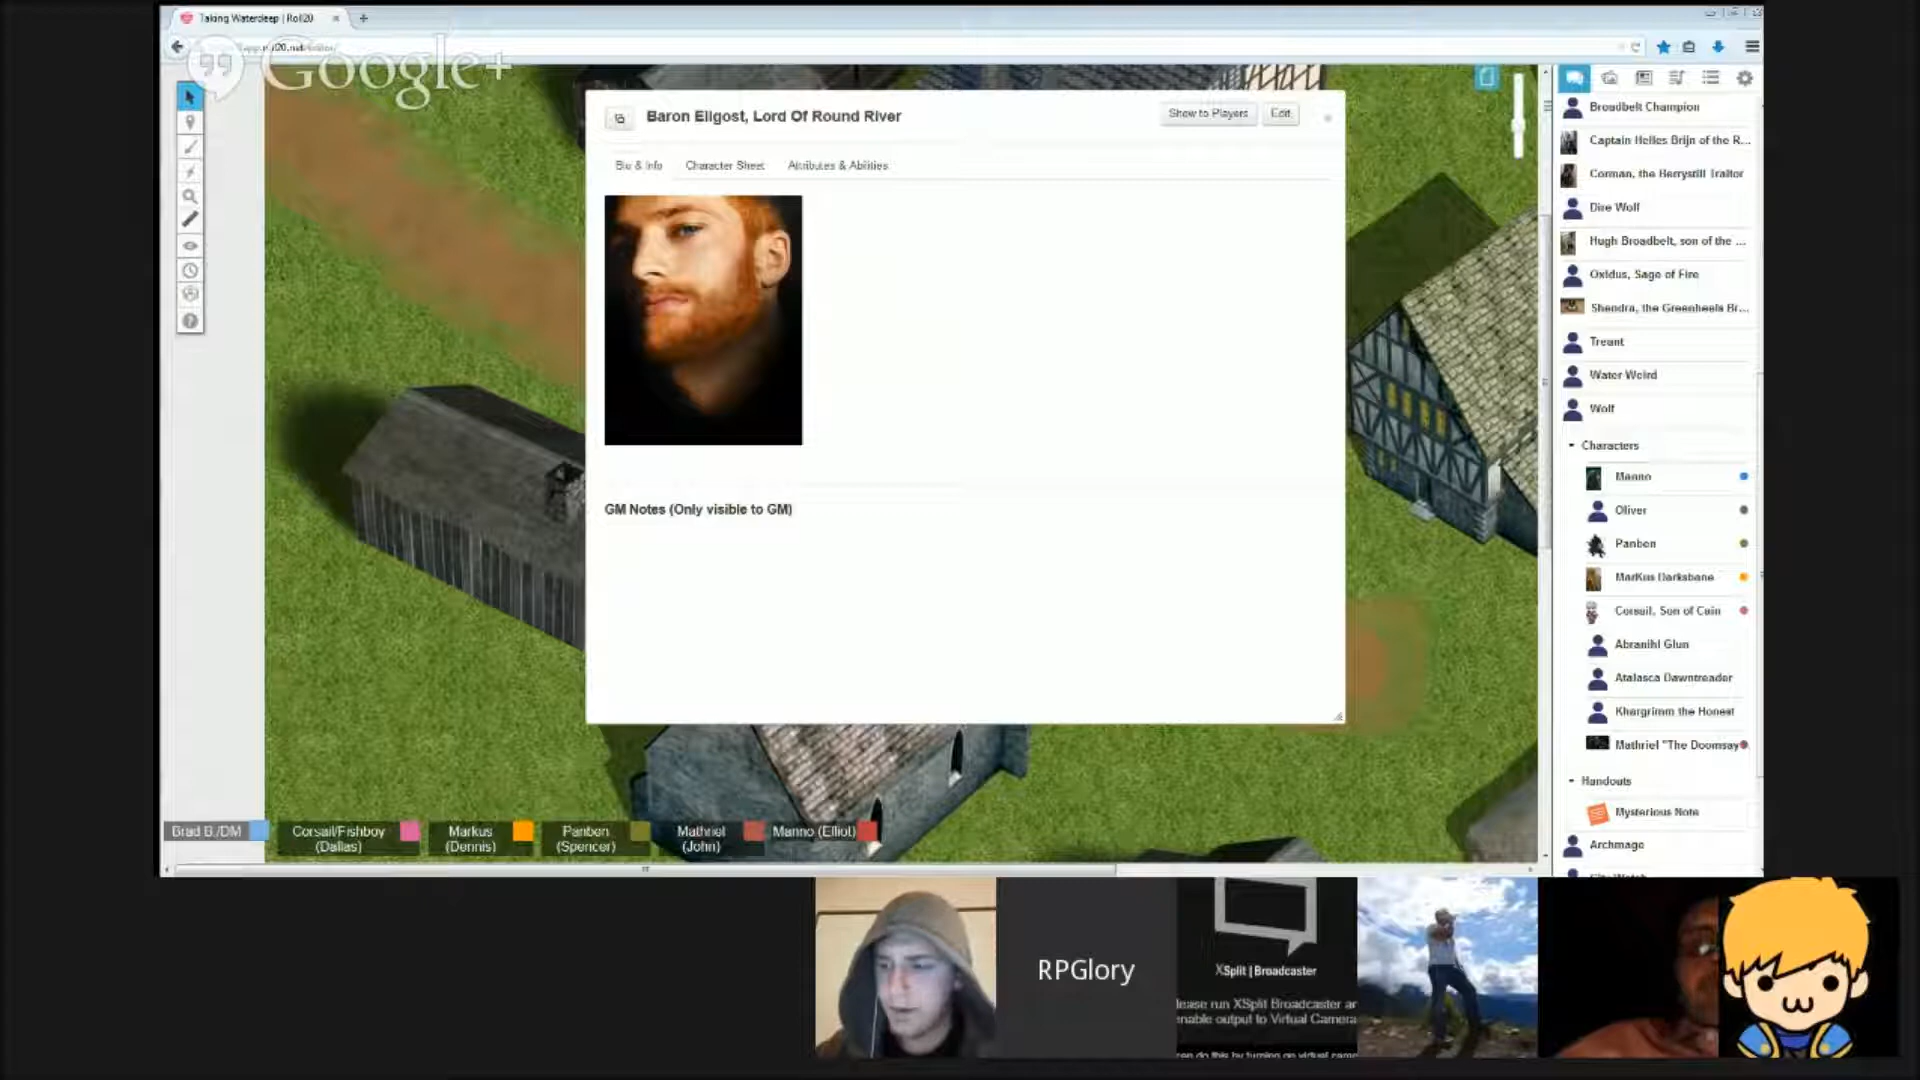 Taking Waterdeep | Roll20
Google+
Baron Eligost, Lord Of Round River
Show to Players
Edit
Bio & Info
Character Sheet
Attributes & Abilities
GM Notes (Only visible to GM)
Broadbelt Champion
Captain Helles Brijn of the R...
Corman, the Berrystill Traitor
Dire Wolf
Hugh Broadbelt, son of the ...
Oxidus, Sage of Fire
Shendra, the Greenheels Br...
Treant
Water Weird
Wolf
Characters
Manno
Oliver
Panben
MarKus Darksbane
Corsail, Son of Cain
Abranihl Glun
Atalasca Dawntreader
Khargrimm the Honest
Mathriel "The Doomsay
Handouts
Mysterious Note
Archmage
Brad B./DM
Corsail/Fishboy
(Dallas)
Markus
(Dennis)
Panben
(Spencer)
Mathriel
(John)
Manno (Elliot)
RPGlory
XSplit | Broadcaster
lease run XSplit Broadcaster ar
enable output to Virtual Camera